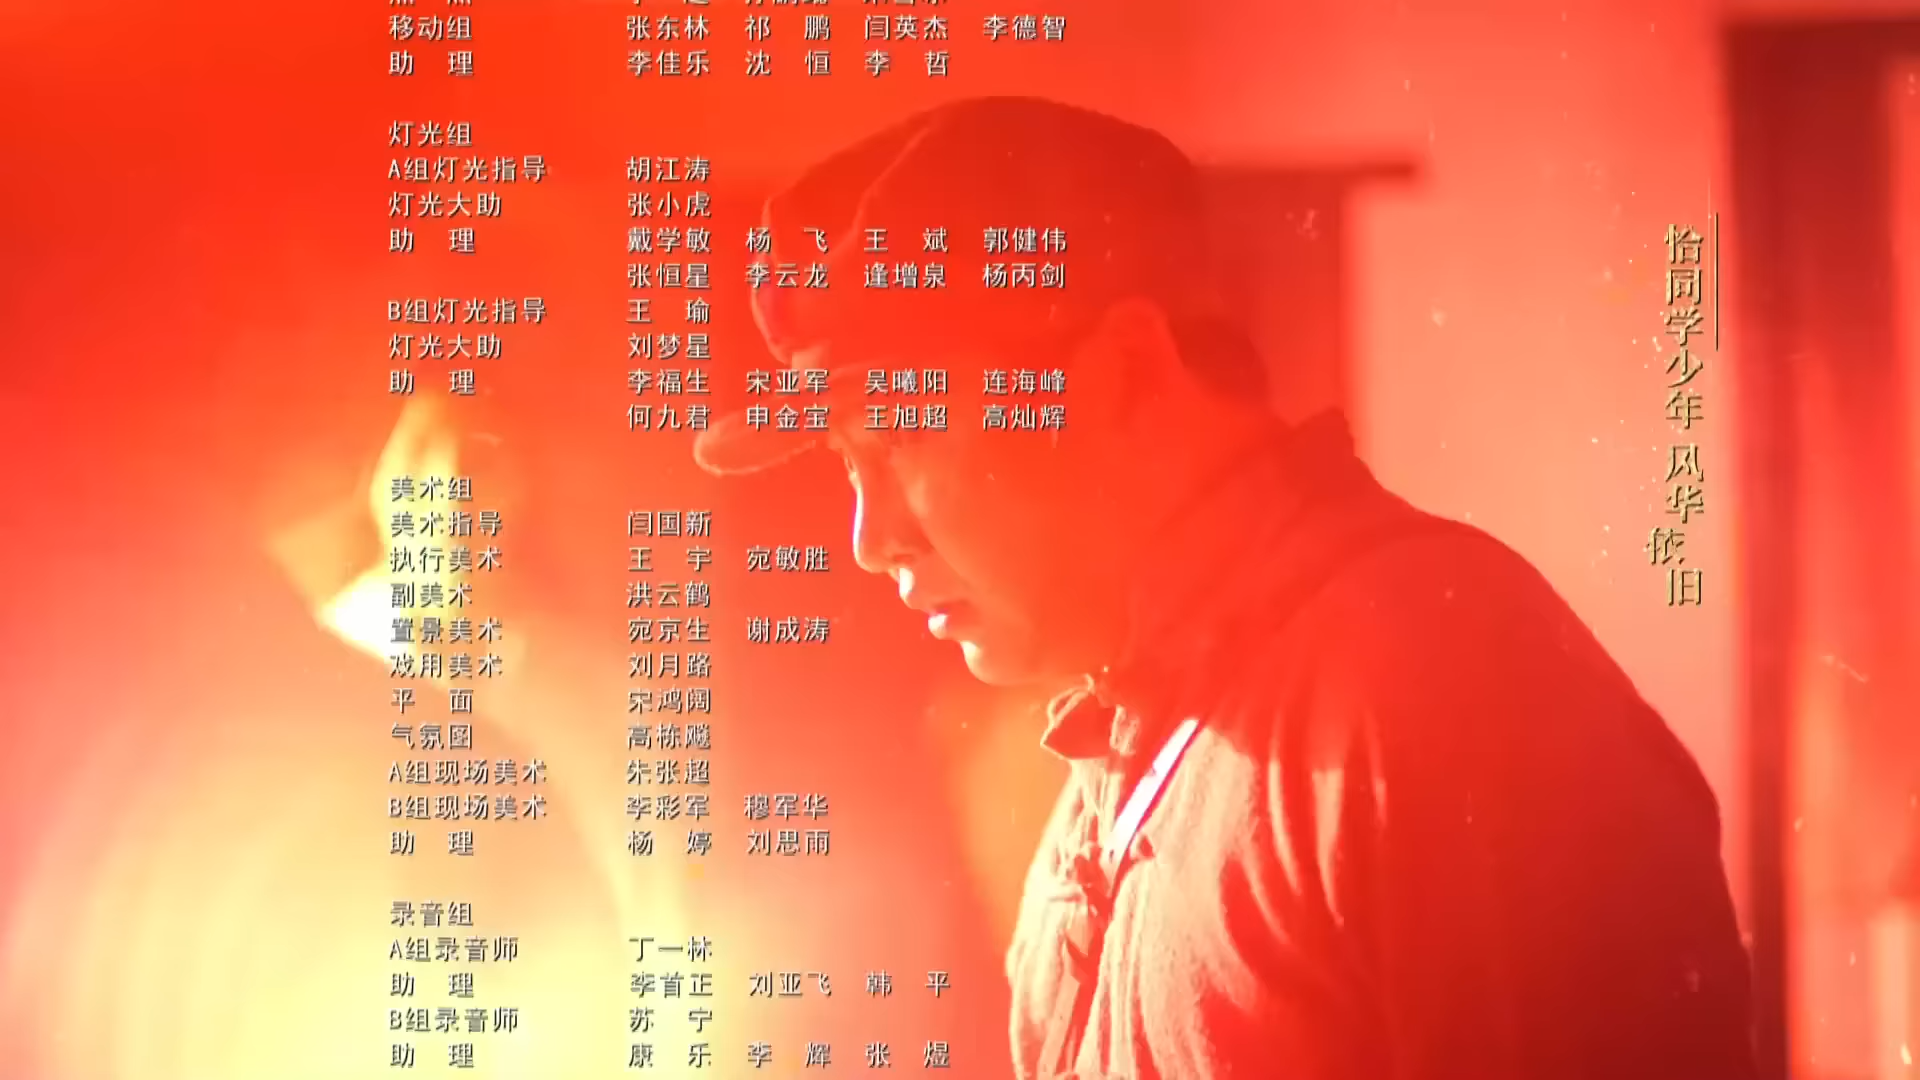 移动组 张东林 祁 鹏 闫英杰 李德智
助 理 李佳乐 沈 恒 李 哲
灯光组
A组灯光指导 胡江涛
灯光大助 张小虎
助 理 戴学敏 杨 飞 王 斌 郭健伟
张恒星 李云龙 逄增泉 杨丙剑
B组灯光指导 王 瑜
灯光大助 刘梦星
助 理 李福生 宋亚军 吴曦阳 连海峰
何九君 申金宝 王旭超 高灿辉
美术组
美术指导 闫国新
执行美术 王 宇 宛敏胜
副美术 洪云鹤
置景美术 宛京生 谢成涛
戏用美术 刘月路
平 面 宋鸿阔
气氛图 高栋飚
A组现场美术 朱张超
B组现场美术 李彩军 穆军华
助 理 杨 婷 刘思雨
录音组
A组录音师 丁一林
助 理 李首正 刘亚飞 韩 平
B组录音师 苏 宁
助 理 康 乐 李 辉 张 煜
恰同学少年 风华依旧